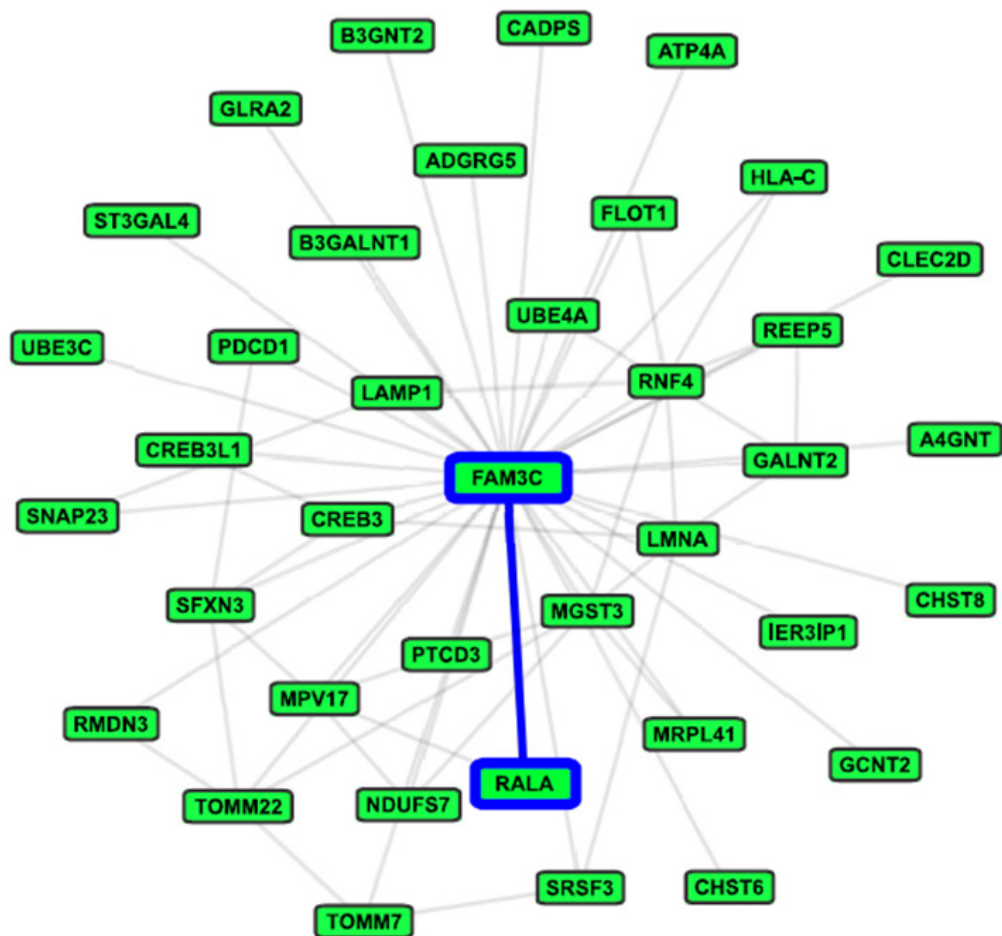 B3GNT2
CADPS
ATP4A
GLRA2
ADGRG5
HLA-C
ST3GAL4
B3GALNT1
FLOT1
CLEC2D
UBE4A
REEP5
UBE3C
PDCD1
LAMP1
RNF4
CREB3L1
FAM3C
GALNT2
A4GNT
SNAP23
CREB3
LMNA
SFXN3
MGST3
CHST8
IER3IP1
PTCD3
MPV17
RMDN3
MRPL41
GCNT2
TOMM22
NDUFS7
RALA
SRSF3
CHST6
TOMM7